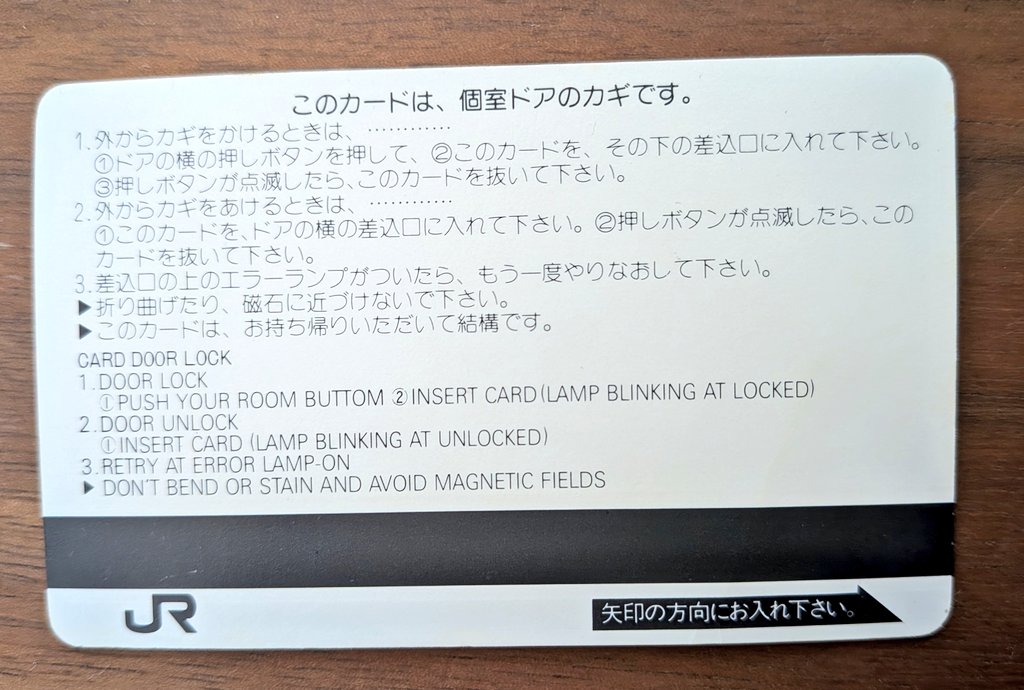 このカードは、個室ドアのカギです。
1.外からカギをかけるときは、…………
①ドアの横の押しボタンを押して、②このカードを、その下の差込口に入れて下さい。
③押しボタンが点滅したら、このカードを抜いて下さい。
2.外からカギをあけるときは、…………
①このカードを、ドアの横の差込口に入れて下さい。②押しボタンが点滅したら、この
カードを抜いて下さい。
3.差込口の上のエラーランプがついたら、もう一度やりなおして下さい。
▶折り曲げたり、磁石に近づけないで下さい。
▶このカードは、お持ち帰りいただいて結構です。
CARD DOOR LOCK
1.DOOR LOCK
①PUSH YOUR ROOM BUTTOM ②INSERT CARD(LAMP BLINKING AT LOCKED)
2.DOOR UNLOCK
①INSERT CARD (LAMP BLINKING AT UNLOCKED)
3.RETRY AT ERROR LAMP-ON
▶ DON'T BEND OR STAIN AND AVOID MAGNETIC FIELDS
JR
矢印の方向にお入れ下さい。